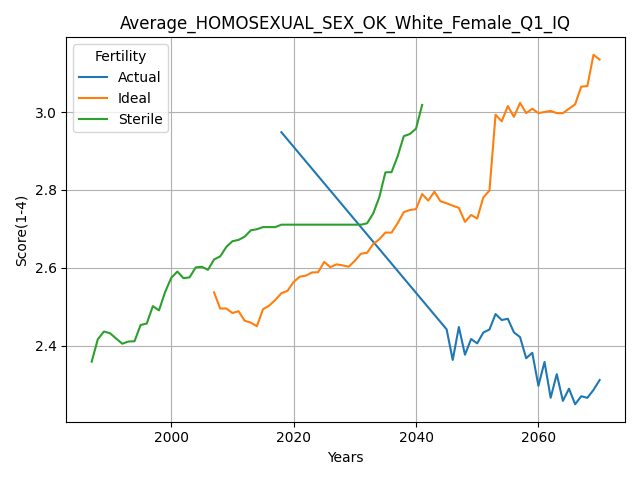 Average_HOMOSEXUAL_SEX_OK_White_Female_Q1_IQ
Fertility
Actual
Ideal
Sterile
Score(1-4)
3.0
2.8
2.6
2.4
2000 2020 2040 2060
Years